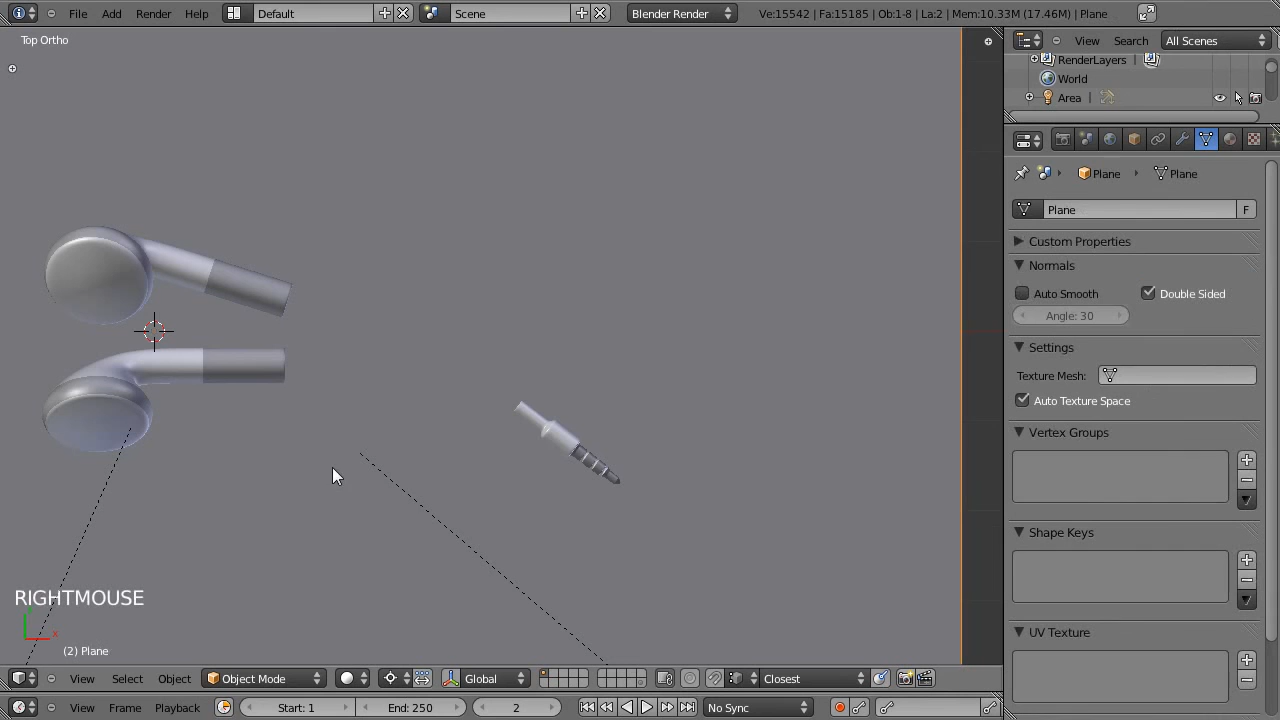 File Add Render Help Default Scene Blender Render Ve:15542 | Fa:15185 | Ob:1-8 | La:2 | Mem:10.33M (17.46M) | Plane
Top Ortho
View Search All Scenes
RenderLayers |
World
Area |
Plane Plane
Plane F
Custom Properties
Normals
Auto Smooth Double Sided
Angle: 30
Settings
Texture Mesh:
Auto Texture Space
Vertex Groups
Shape Keys
UV Texture
RIGHTMOUSE
x
(2) Plane
View Select Object Object Mode Global Closest
View Frame Playback Start: 1 End: 250 2 No Sync